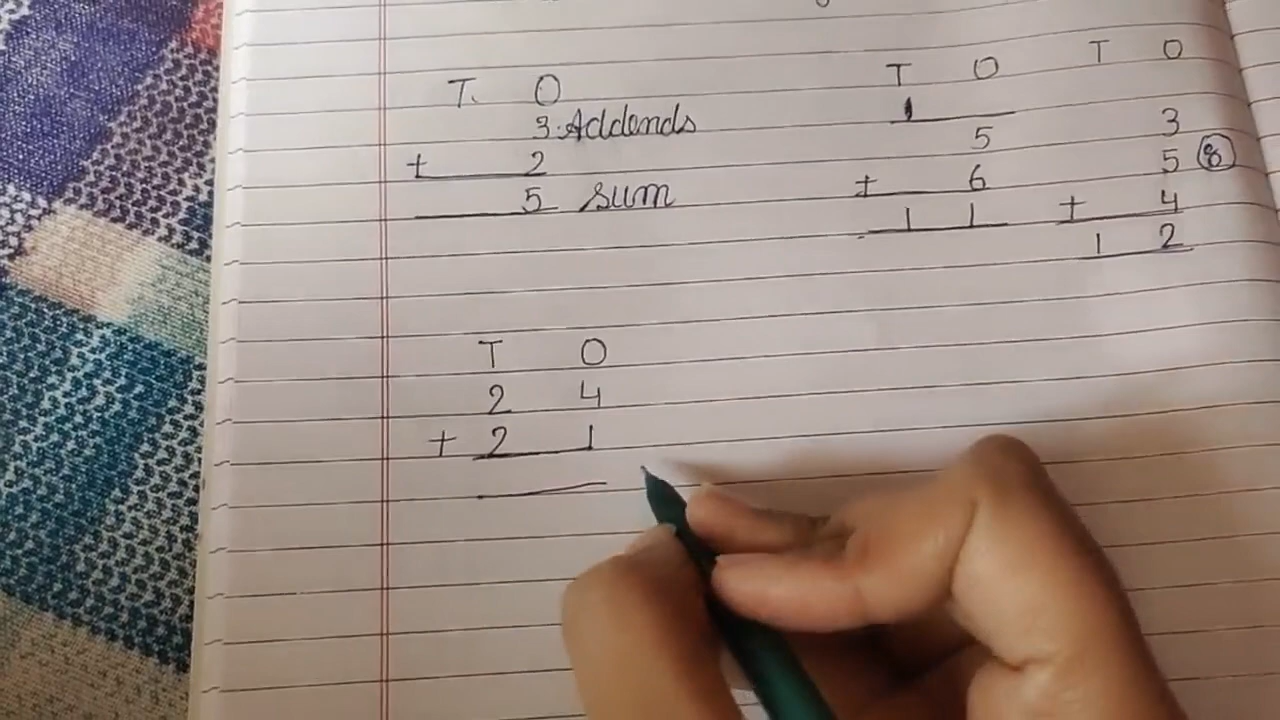 T. O
3 Addends
+ 2
5 sum
T O
1
5
+ 6
1 1
T O
3
5 8
+ 4
1 2
T O
2 4
+ 2 1